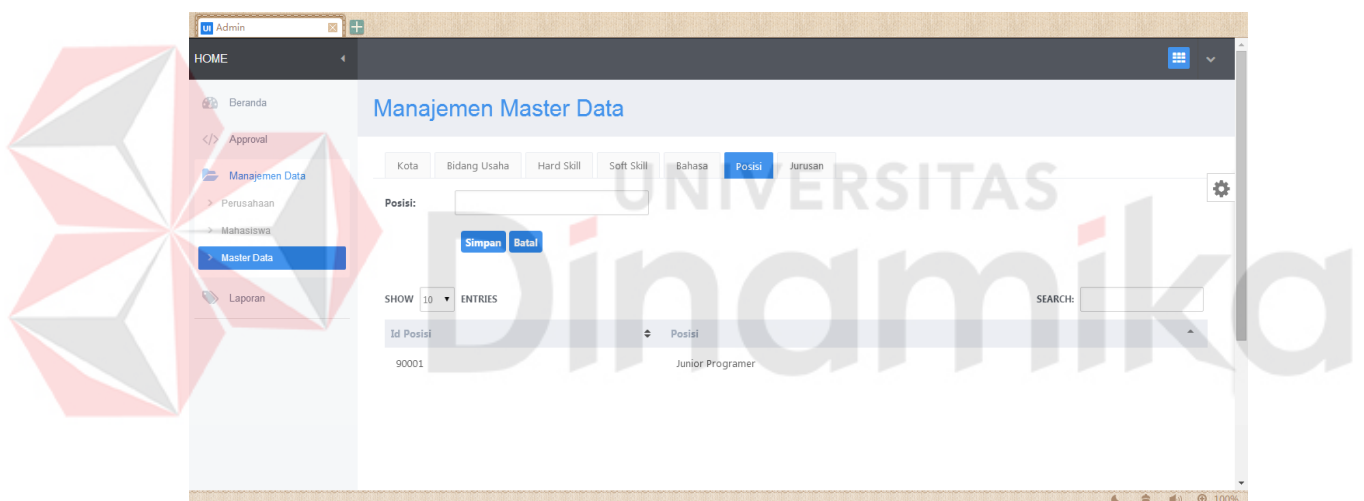 UI Admin
HOME
Beranda
Manajemen Master Data
Approval
Manajemen Data
Perusahaan
Mahasiswa
Master Data
Laporan
Kota Bidang Usaha Hard Skill Soft Skill Bahasa Posisi Jurusan
Posisi:
Simpan Batal
SHOW 10 ENTRIES
SEARCH:
Id Posisi Posisi
90001 Junior Programer
100%
UNIVERSITAS
Dinamika